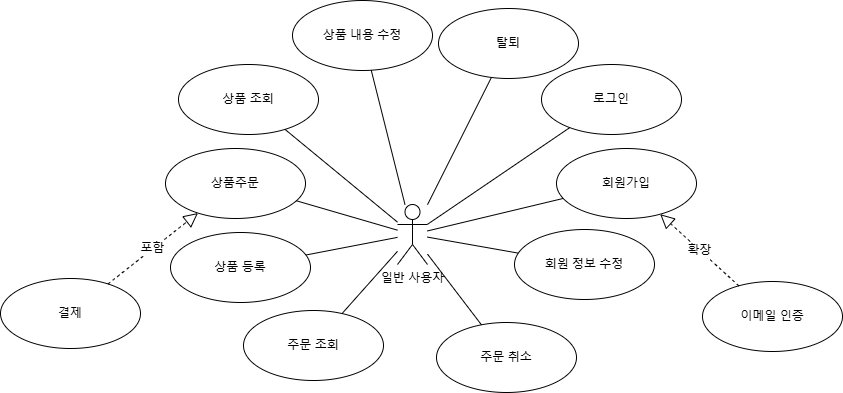 상품 내용 수정
탈퇴
상품 조회
로그인
상품주문
회원가입
포함
확장
상품 등록
회원 정보 수정
일반 사용자
결제
이메일 인증
주문 조회
주문 취소